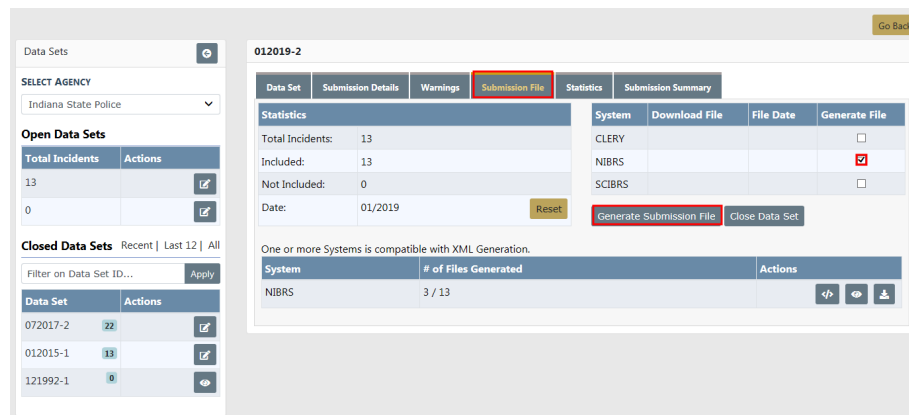 Go Back
Data Sets
SELECT AGENCY
Indiana State Police
Open Data Sets
Total Incidents Actions
13
0
Closed Data Sets Recent | Last 12 | All
Filter on Data Set ID... Apply
Data Set Actions
072017-2 22
012015-1 13
121992-1 0
012019-2
Data Set Submission Details Warnings Submission File Statistics Submission Summary
Statistics
Total Incidents: 13
Included: 13
Not Included: 0
Date: 01/2019 Reset
System Download File File Date Generate File
CLERY
NIBRS
SCIBRS
Generate Submission File Close Data Set
One or more Systems is compatible with XML Generation.
System # of Files Generated Actions
NIBRS 3 / 13